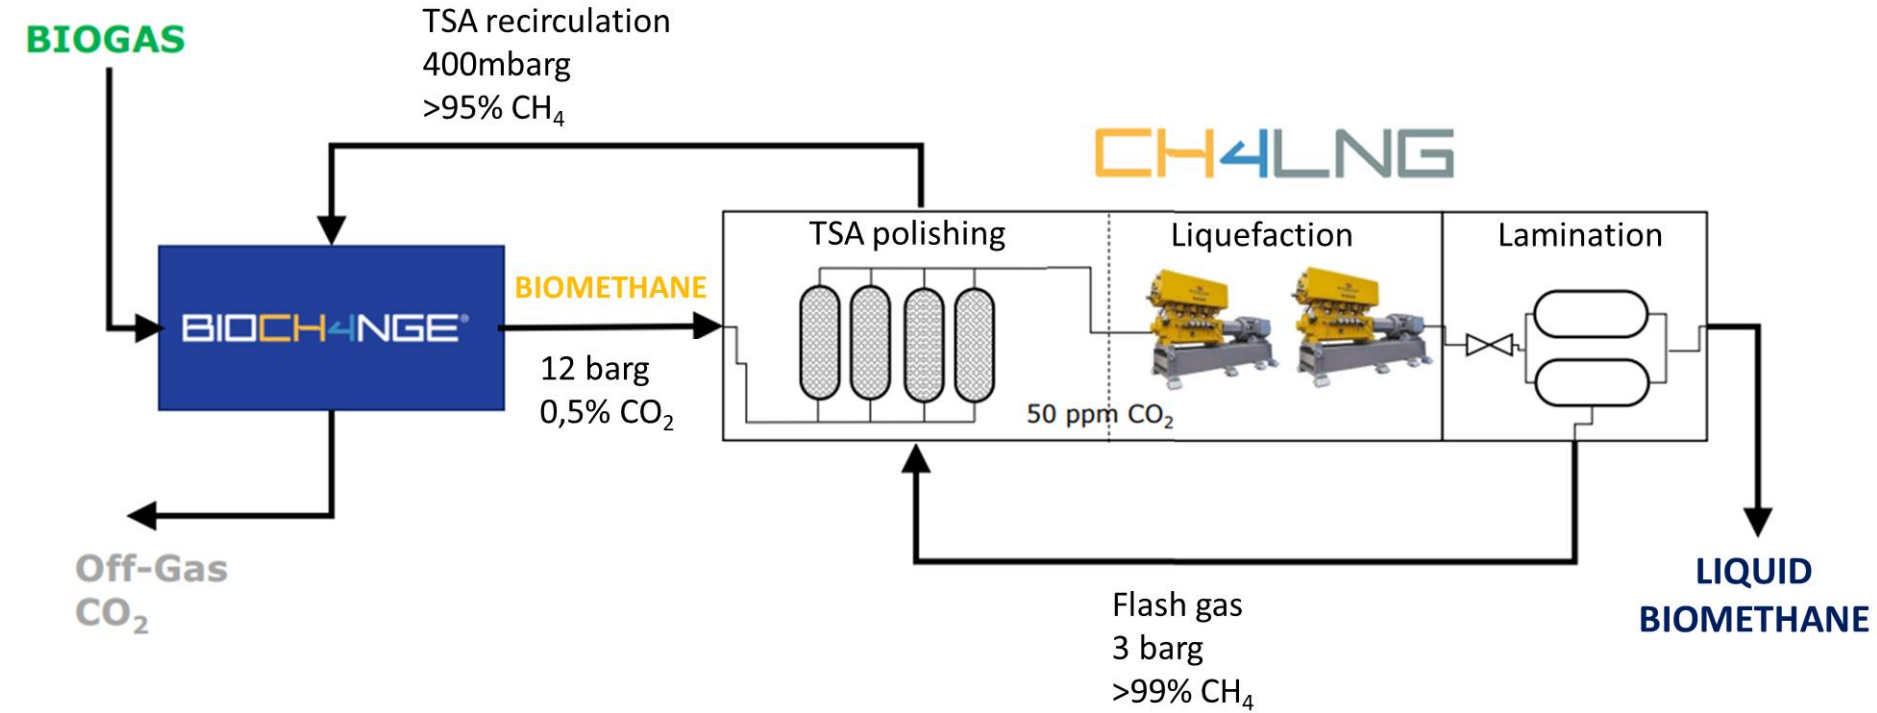 BIOGAS
TSA recirculation
400mbarg
>95% CH₄
CH4LNG
TSA polishing
Liquefaction
Lamination
BIOCH4NGE®
BIOMETHANE
12 barg
0,5% CO₂
50 ppm CO₂
Off-Gas
CO₂
Flash gas
3 barg
>99% CH₄
LIQUID
BIOMETHANE